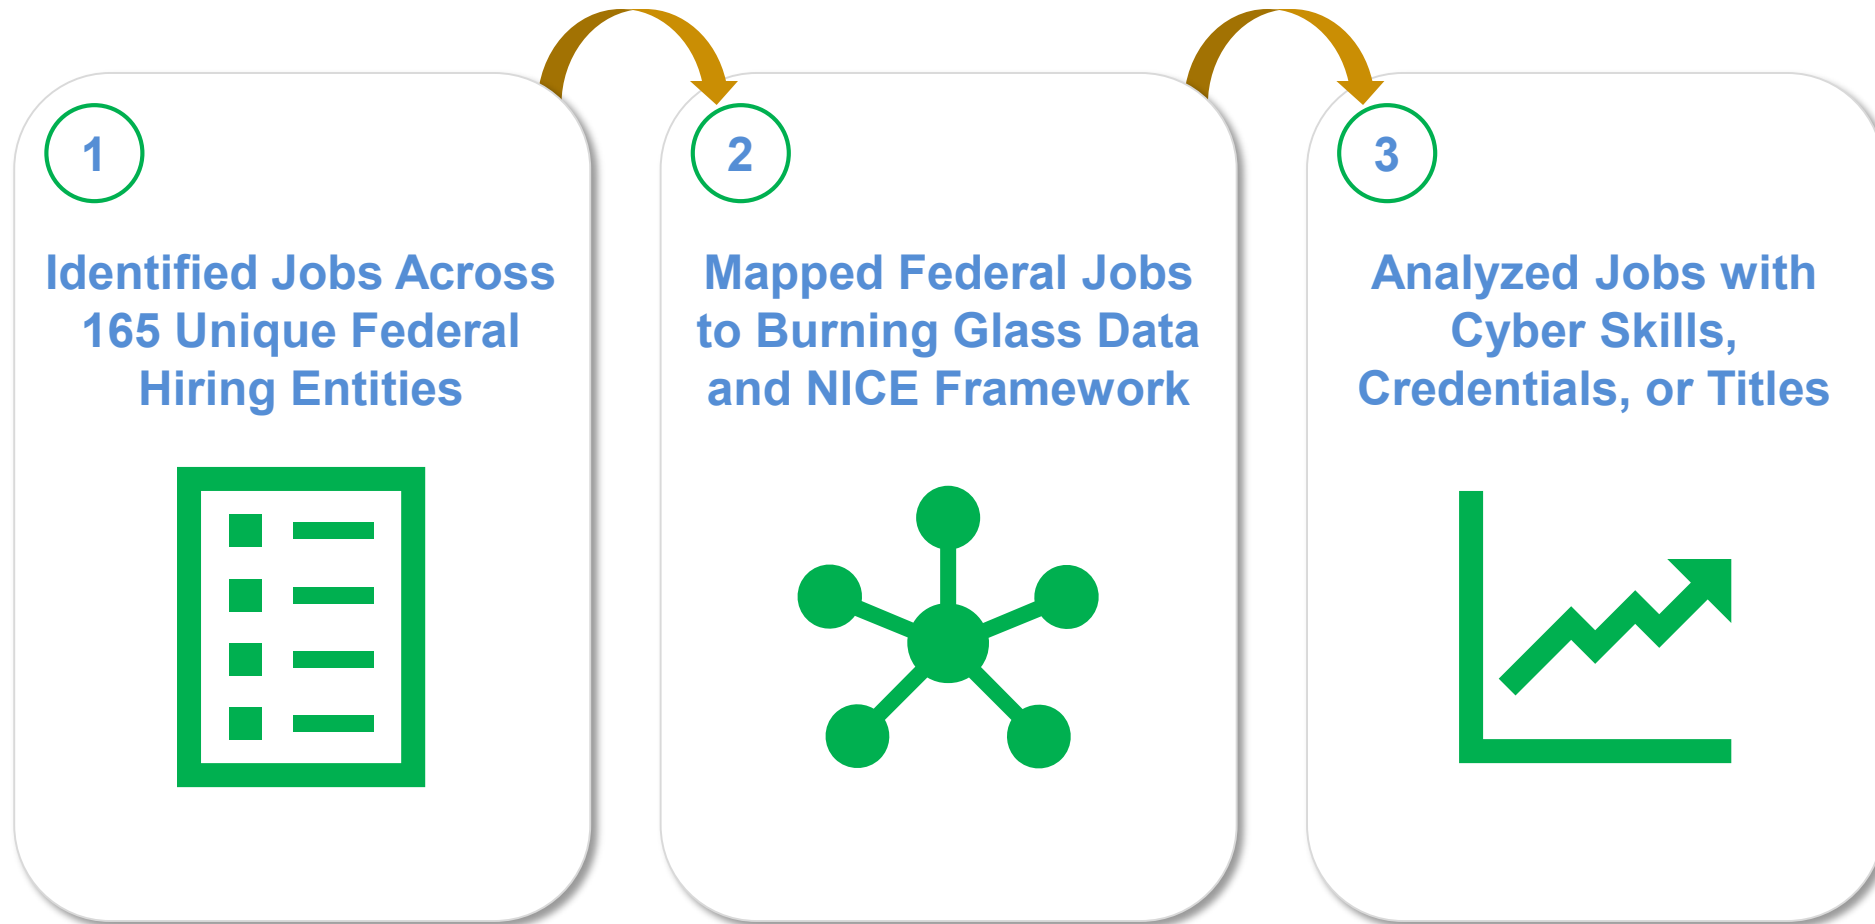 1
Identified Jobs Across
165 Unique Federal
Hiring Entities
2
Mapped Federal Jobs
to Burning Glass Data
and NICE Framework
3
Analyzed Jobs with
Cyber Skills,
Credentials, or Titles